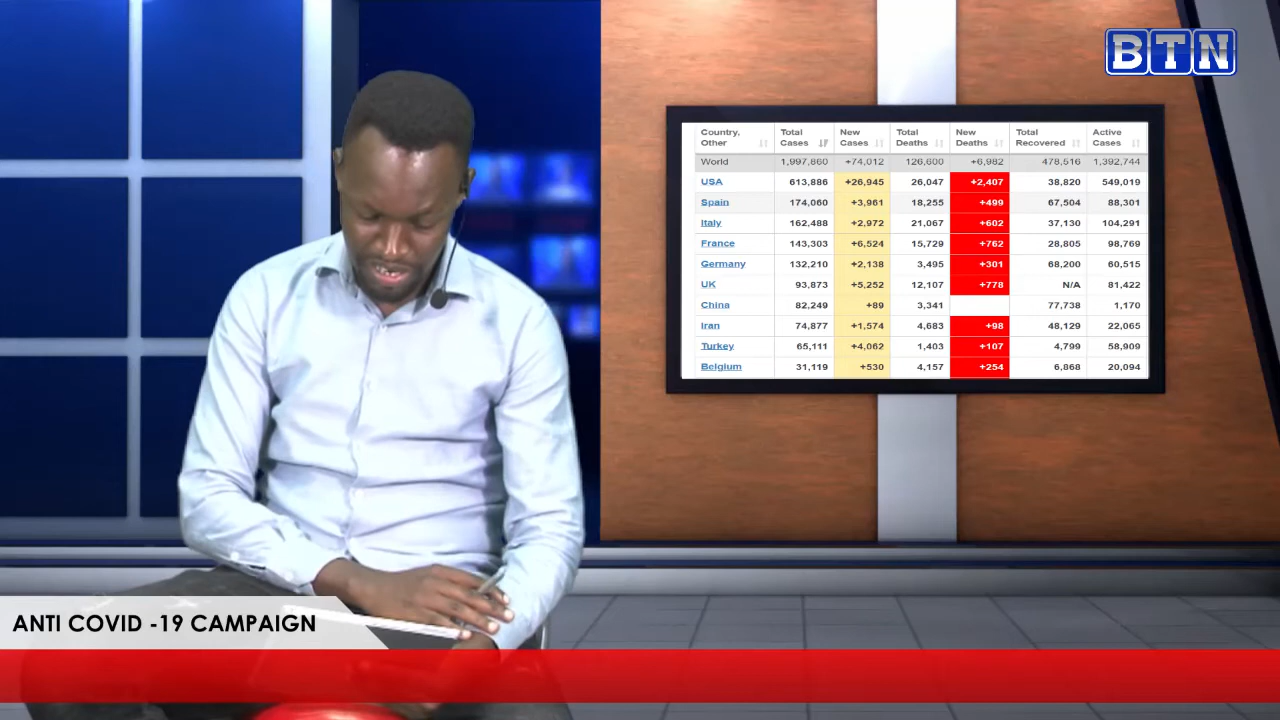 BTN
Country, Other Total Cases New Cases Total Deaths New Deaths Total Recovered Active Cases
World 1,997,860 +74,012 126,600 +6,982 478,516 1,392,744
USA 613,886 +26,945 26,047 +2,407 38,820 549,019
Spain 174,060 +3,961 18,255 +499 67,504 88,301
Italy 162,488 +2,972 21,067 +602 37,130 104,291
France 143,303 +6,524 15,729 +762 28,805 98,769
Germany 132,210 +2,138 3,495 +301 68,200 60,515
UK 93,873 +5,252 12,107 +778 N/A 81,422
China 82,249 +89 3,341 77,738 1,170
Iran 74,877 +1,574 4,683 +98 48,129 22,065
Turkey 65,111 +4,062 1,403 +107 4,799 58,909
Belgium 31,119 +530 4,157 +254 6,868 20,094
ANTI COVID -19 CAMPAIGN